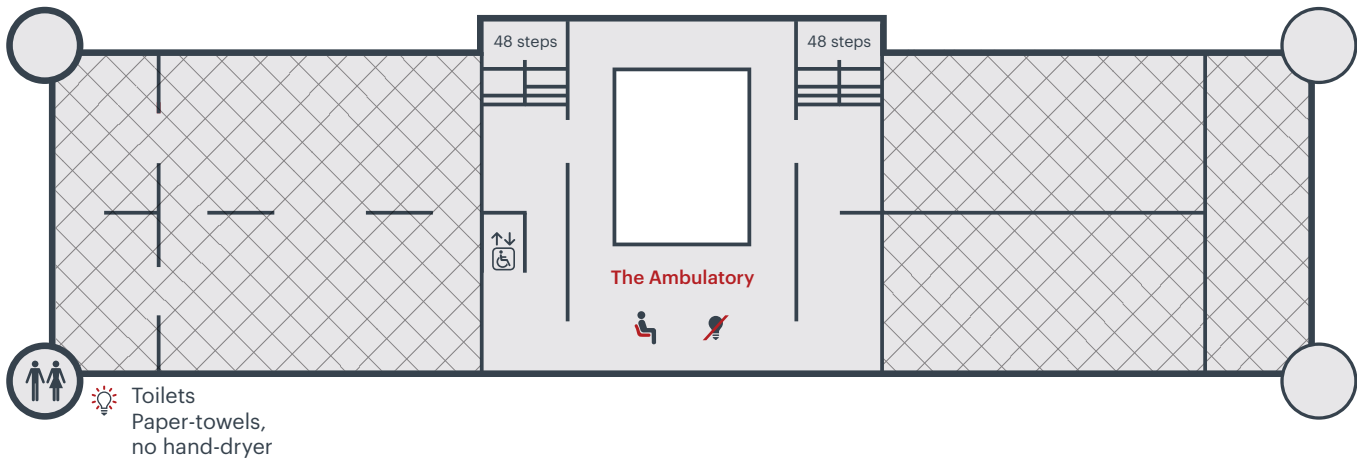 48 steps
48 steps
The Ambulatory
Toilets
Paper-towels,
no hand-dryer